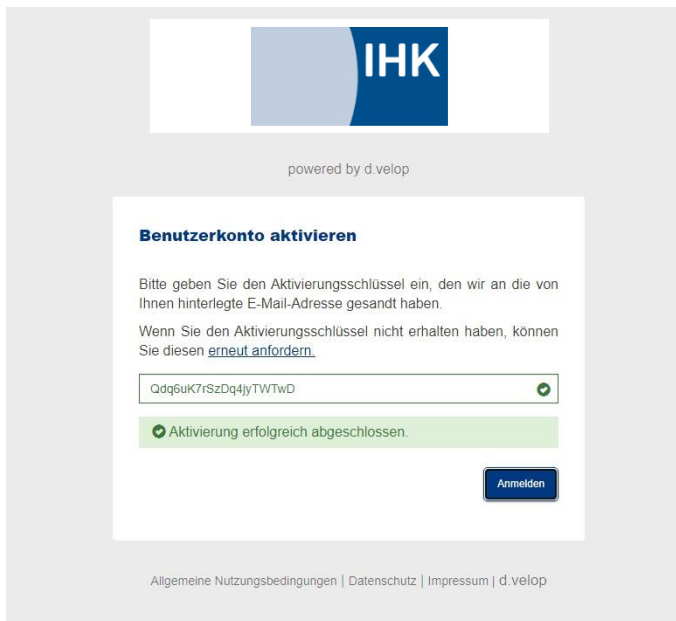 IHK
powered by d.velop
Benutzerkonto aktivieren
Bitte geben Sie den Aktivierungsschlüssel ein, den wir an die von
Ihnen hinterlegte E-Mail-Adresse gesandt haben.
Wenn Sie den Aktivierungsschlüssel nicht erhalten haben, können
Sie diesen erneut anfordern.
Qdq6uK7rSzDq4jyTWTwD
Aktivierung erfolgreich abgeschlossen.
Anmelden
Allgemeine Nutzungsbedingungen | Datenschutz | Impressum | d.velop